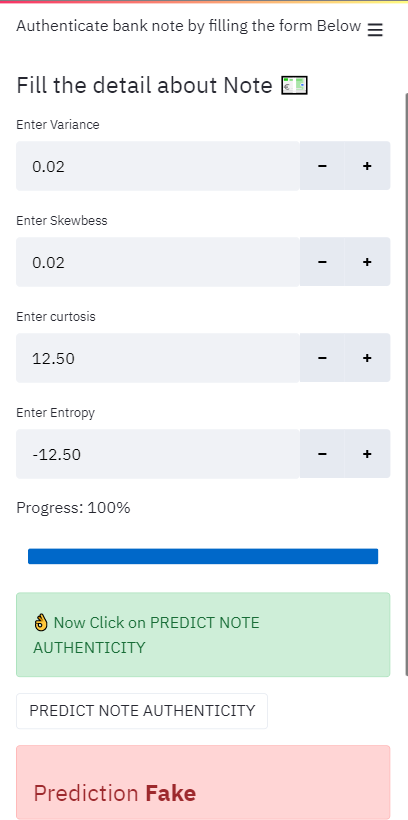 Authenticate bank note by filling the form Below
Fill the detail about Note
Enter Variance
0.02
Enter Skewbess
0.02
Enter curtosis
12.50
Enter Entropy
-12.50
Progress: 100%
👌 Now Click on PREDICT NOTE
AUTHENTICITY
PREDICT NOTE AUTHENTICITY
Prediction Fake